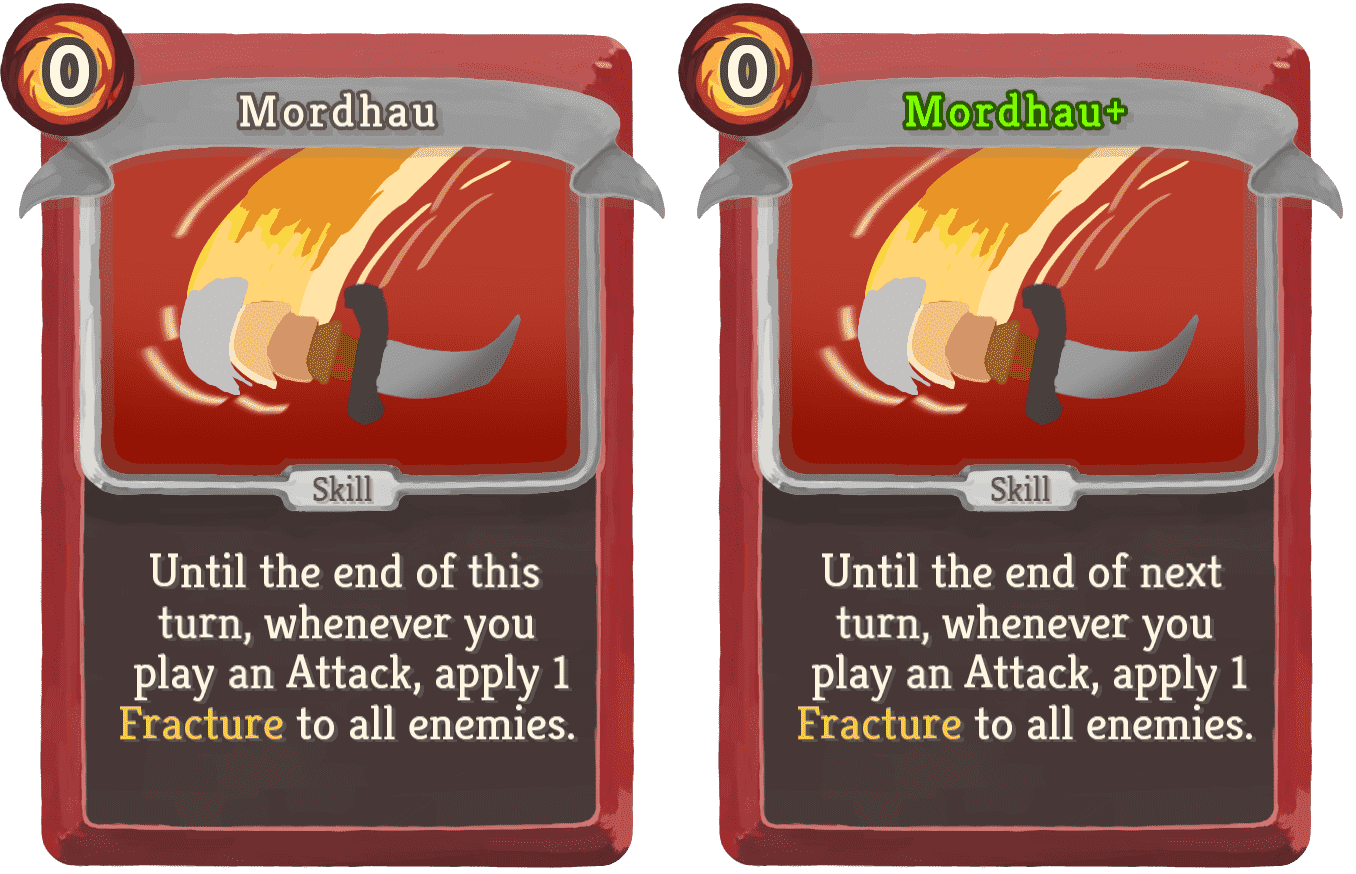 0
Mordhau
Skill
Until the end of this
turn, whenever you
play an Attack, apply 1
Fracture to all enemies.
0
Mordhau+
Skill
Until the end of next
turn, whenever you
play an Attack, apply 1
Fracture to all enemies.